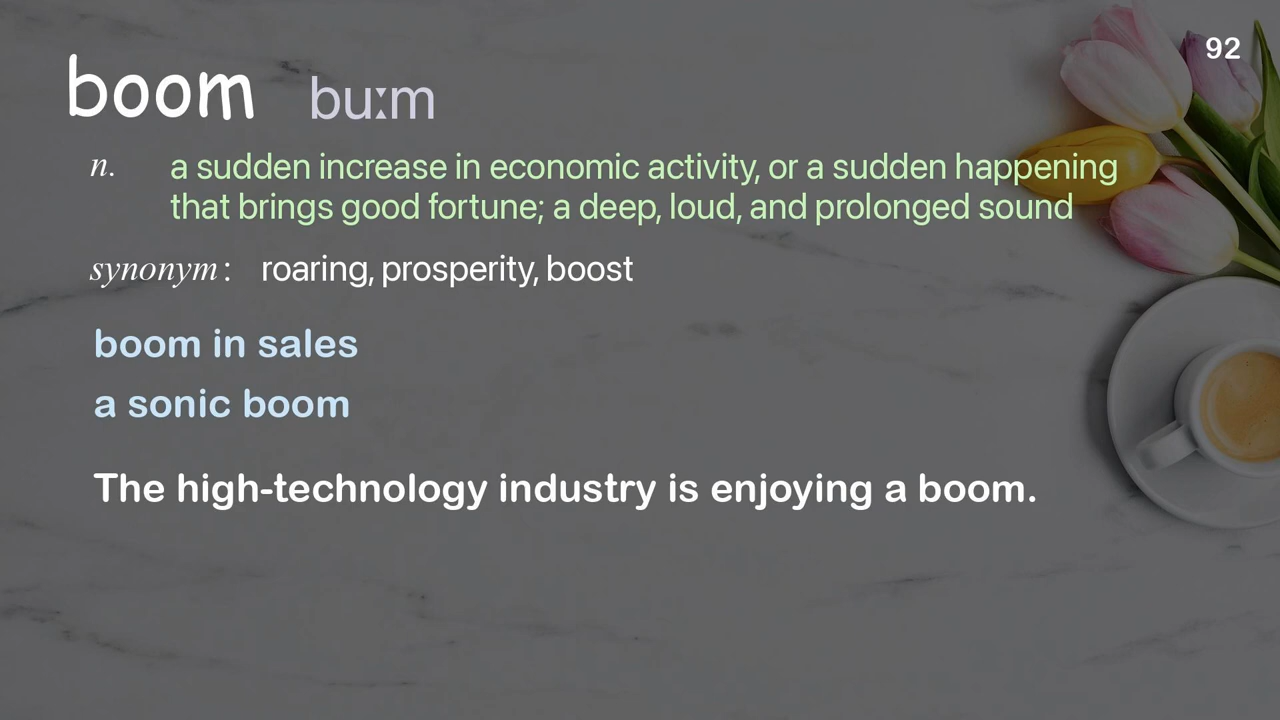 92
boom buːm
n. a sudden increase in economic activity, or a sudden happening
that brings good fortune; a deep, loud, and prolonged sound
synonym: roaring, prosperity, boost
boom in sales
a sonic boom
The high-technology industry is enjoying a boom.